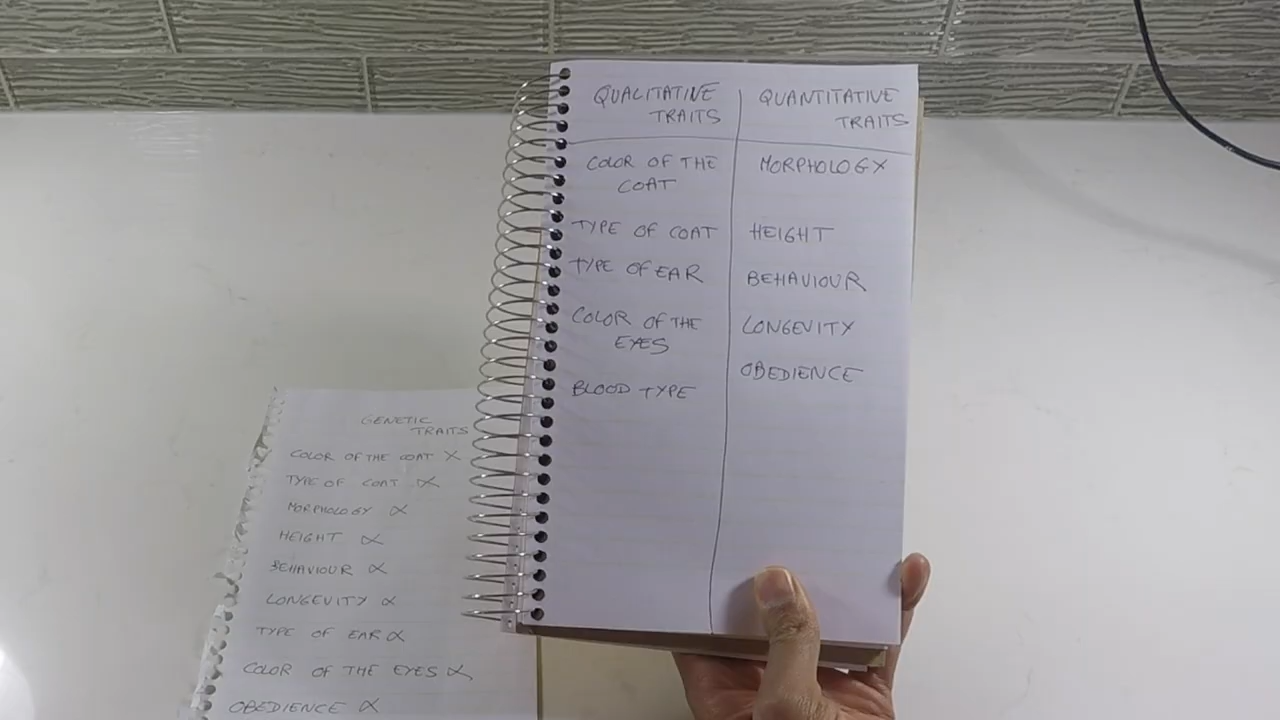 QUALITATIVE
TRAITS
COLOR OF THE
COAT
TYPE OF COAT
TYPE OF EAR
COLOR OF THE
EYES
BLOOD TYPE
QUANTITATIVE
TRAITS
MORPHOLOGY
HEIGHT
BEHAVIOUR
LONGEVITY
OBEDIENCE
GENETIC
TRAITS
COLOR OF THE COAT X
TYPE OF COAT X
MORPHOLOGY X
HEIGHT X
BEHAVIOUR X
LONGEVITY X
TYPE OF EAR X
COLOR OF THE EYES X
OBEDIENCE X